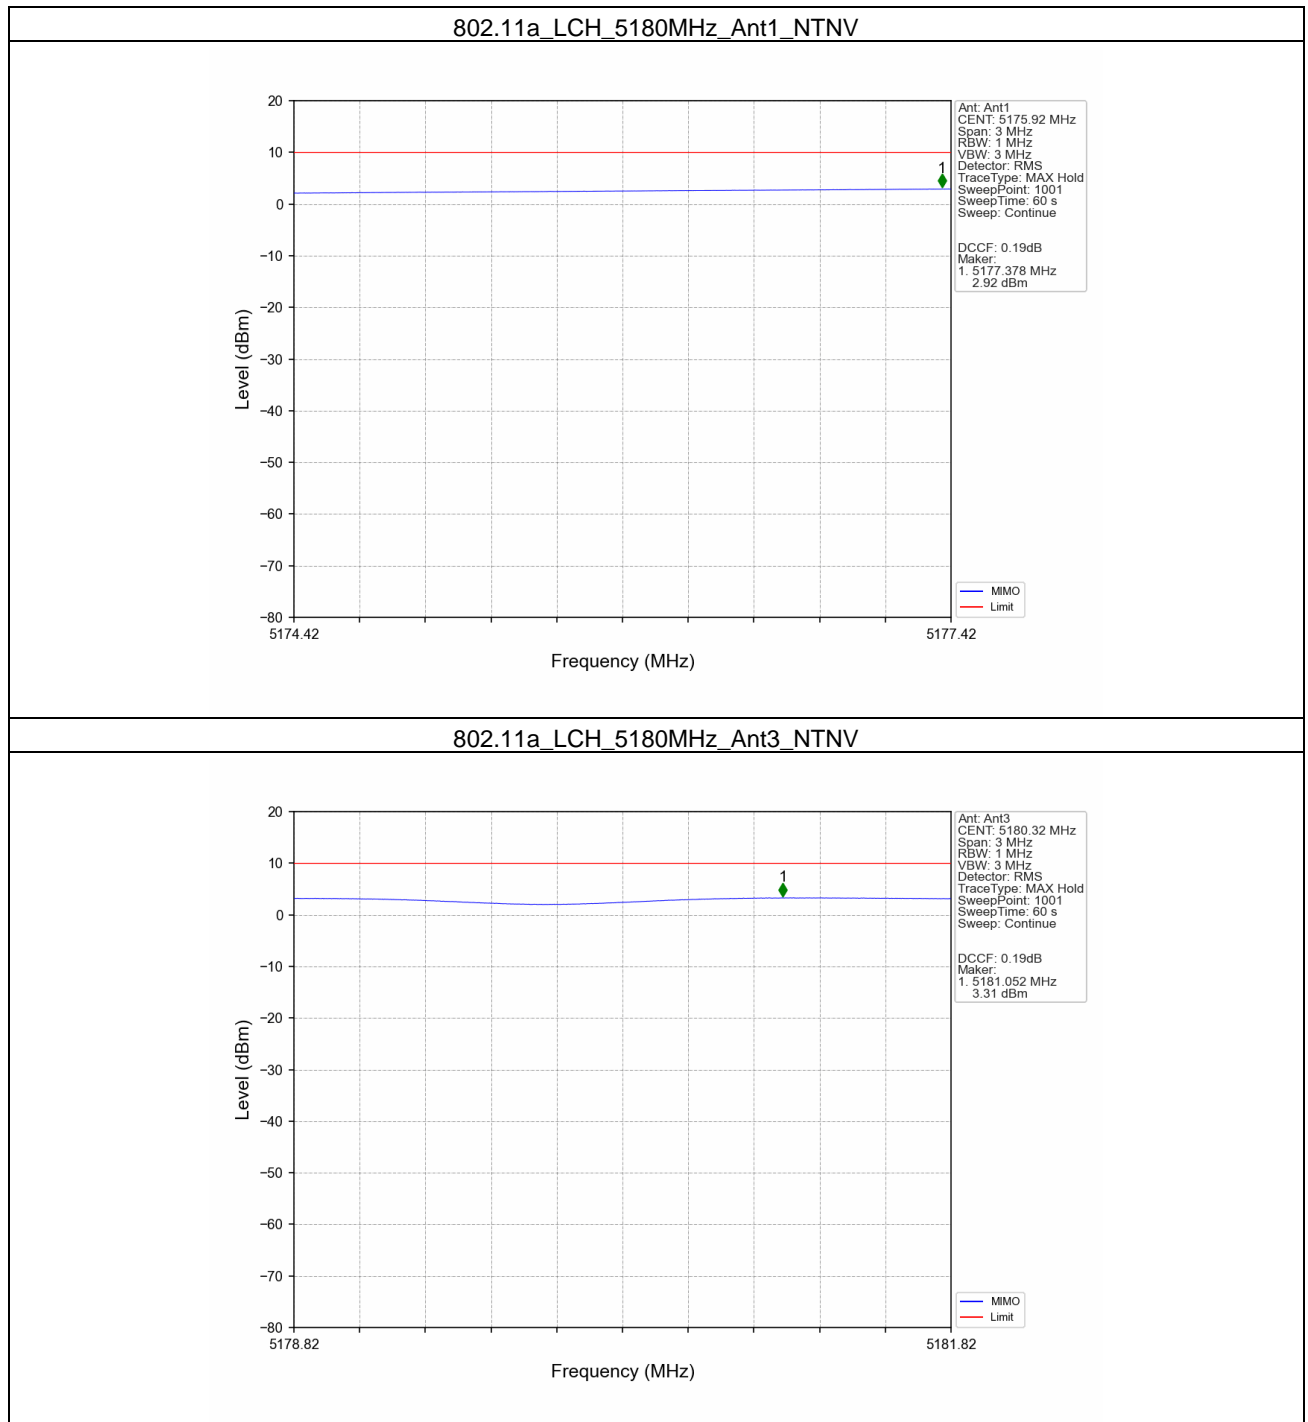 802.11a_LCH_5180MHz_Ant1_NTNV
20
10
0
−10
−20
−30
−40
−50
−60
−70
−80
Level (dBm)
5174.42
5177.42
Frequency (MHz)
1
Ant: Ant1
CENT: 5175.92 MHz
Span: 3 MHz
RBW: 1 MHz
VBW: 3 MHz
Detector: RMS
TraceType: MAX Hold
SweepPoint: 1001
SweepTime: 60 s
Sweep: Continue
DCCF: 0.19dB
Maker:
1. 5177.378 MHz
2.92 dBm
MIMO
Limit
802.11a_LCH_5180MHz_Ant3_NTNV
20
10
0
−10
−20
−30
−40
−50
−60
−70
−80
Level (dBm)
5178.82
5181.82
Frequency (MHz)
1
Ant: Ant3
CENT: 5180.32 MHz
Span: 3 MHz
RBW: 1 MHz
VBW: 3 MHz
Detector: RMS
TraceType: MAX Hold
SweepPoint: 1001
SweepTime: 60 s
Sweep: Continue
DCCF: 0.19dB
Maker:
1. 5181.052 MHz
3.31 dBm
MIMO
Limit